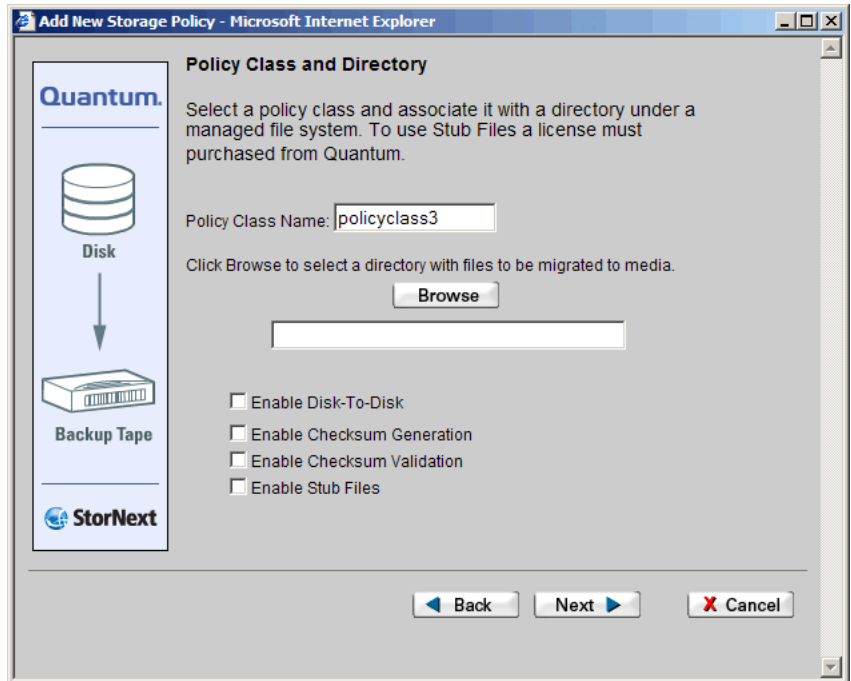 Add New Storage Policy - Microsoft Internet Explorer
Quantum.
Disk
Backup Tape
StorNext
Policy Class and Directory
Select a policy class and associate it with a directory under a
managed file system. To use Stub Files a license must
purchased from Quantum.
Policy Class Name: policyclass3
Click Browse to select a directory with files to be migrated to media.
Browse
Enable Disk-To-Disk
Enable Checksum Generation
Enable Checksum Validation
Enable Stub Files
Back Next X Cancel